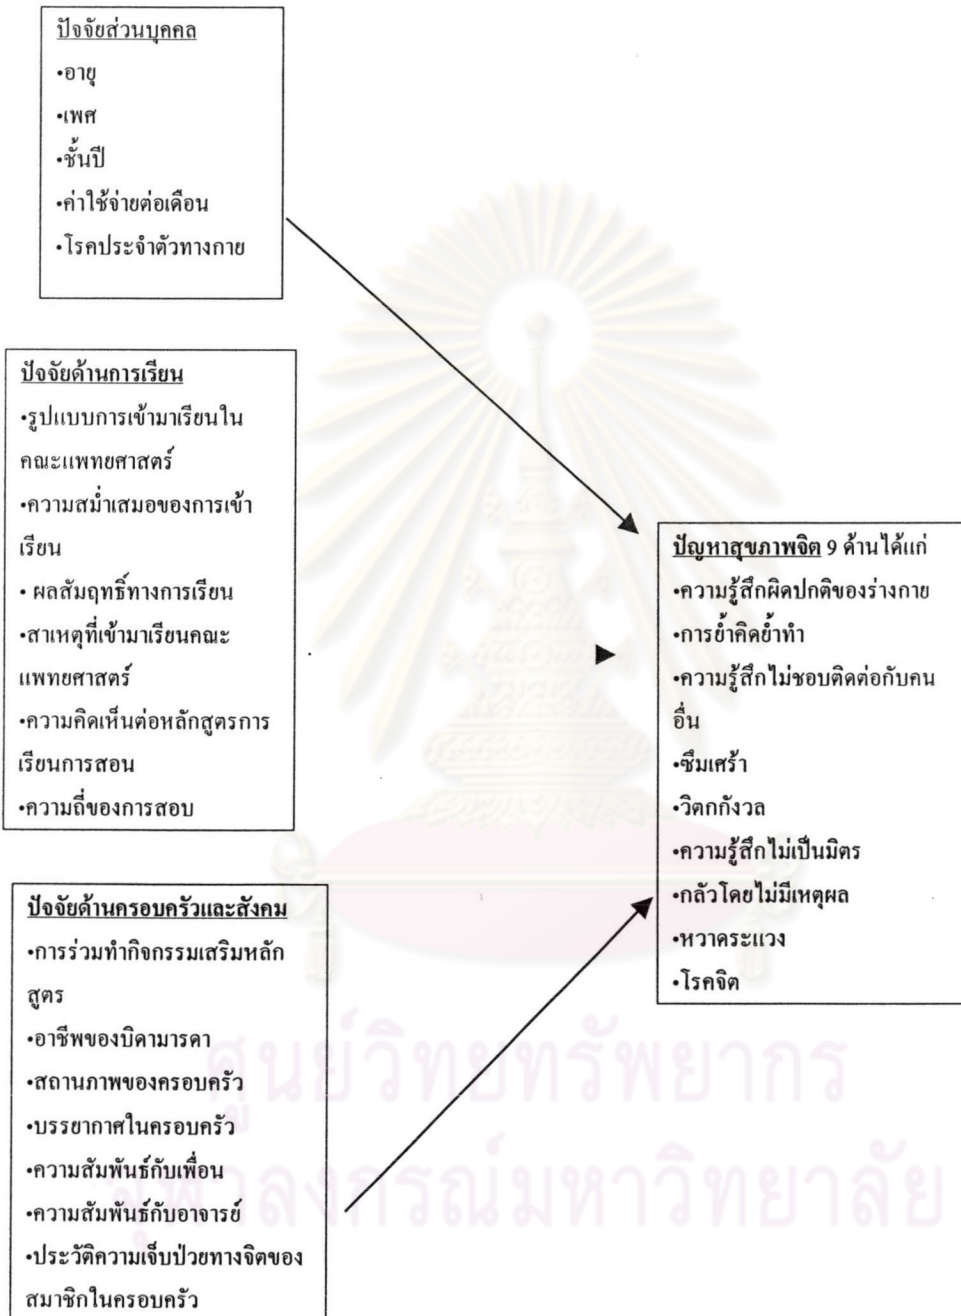 ปัจจัยส่วนบุคคล
•อายุ
•เพศ
•ชั้นปี
•ค่าใช้จ่ายต่อเดือน
•โรคประจำตัวทางกาย
ปัจจัยด้านการเรียน
•รูปแบบการเข้ามาเรียนใน
คณะแพทยศาสตร์
•ความสม่ำเสมอของการเข้า
เรียน
• ผลสัมฤทธิ์ทางการเรียน
•สาเหตุที่เข้ามาเรียนคณะ
แพทยศาสตร์
•ความคิดเห็นต่อหลักสูตรการ
เรียนการสอน
•ความถี่ของการสอบ
ปัจจัยด้านครอบครัวและสังคม
•การร่วมทำกิจกรรมเสริมหลัก
สูตร
•อาชีพของบิดามารดา
•สถานภาพของครอบครัว
•บรรยากาศในครอบครัว
•ความสัมพันธ์กับเพื่อน
•ความสัมพันธ์กับอาจารย์
•ประวัติความเจ็บป่วยทางจิตของ
สมาชิกในครอบครัว
ปัญหาสุขภาพจิต 9 ด้านได้แก่
•ความรู้สึกผิดปกติของร่างกาย
•การย้ำคิดย้ำทำ
•ความรู้สึกไม่ชอบติดต่อกับคน
อื่น
•ซึมเศร้า
•วิตกกังวล
•ความรู้สึกไม่เป็นมิตร
•กลัวโดยไม่มีเหตุผล
•หวาดระแวง
•โรคจิต
ศูนย์วิทยทรัพยากร
จุฬาลงกรณ์มหาวิทยาลัย